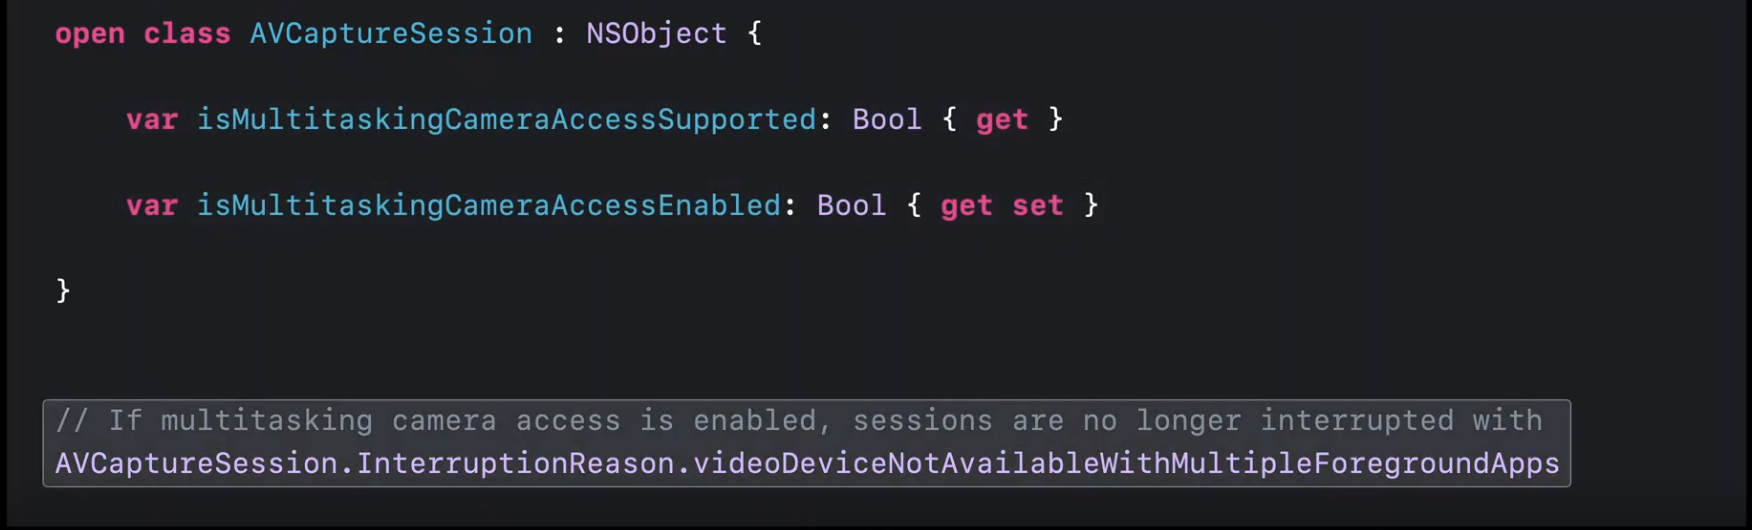 open class AVCaptureSession : NSObject {
var isMultitaskingCameraAccessSupported: Bool { get }
var isMultitaskingCameraAccessEnabled: Bool { get set }
}
// If multitasking camera access is enabled, sessions are no longer interrupted with
AVCaptureSession.InterruptionReason.videoDeviceNotAvailableWithMultipleForegroundApps